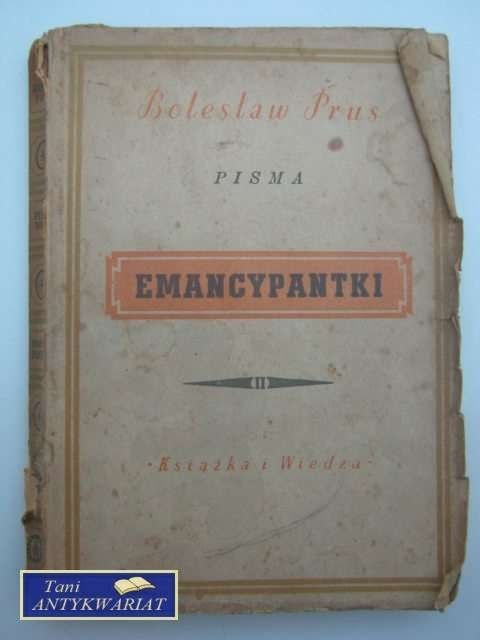 Bolesław Prus
PISMA
EMANCYPANTKI
• Książka i Wiedza •
Tani
ANTYKWARIAT